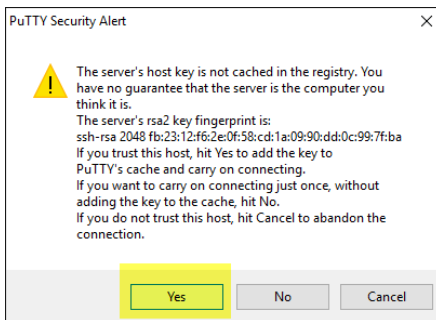 PuTTY Security Alert
The server's host key is not cached in the registry. You
have no guarantee that the server is the computer you
think it is.
The server's rsa2 key fingerprint is:
ssh-rsa 2048 fb:23:12:f6:2e:0f:58:cd:1a:09:90:dd:0c:99:7f:ba
If you trust this host, hit Yes to add the key to
PuTTY's cache and carry on connecting.
If you want to carry on connecting just once, without
adding the key to the cache, hit No.
If you do not trust this host, hit Cancel to abandon the
connection.
Yes No Cancel